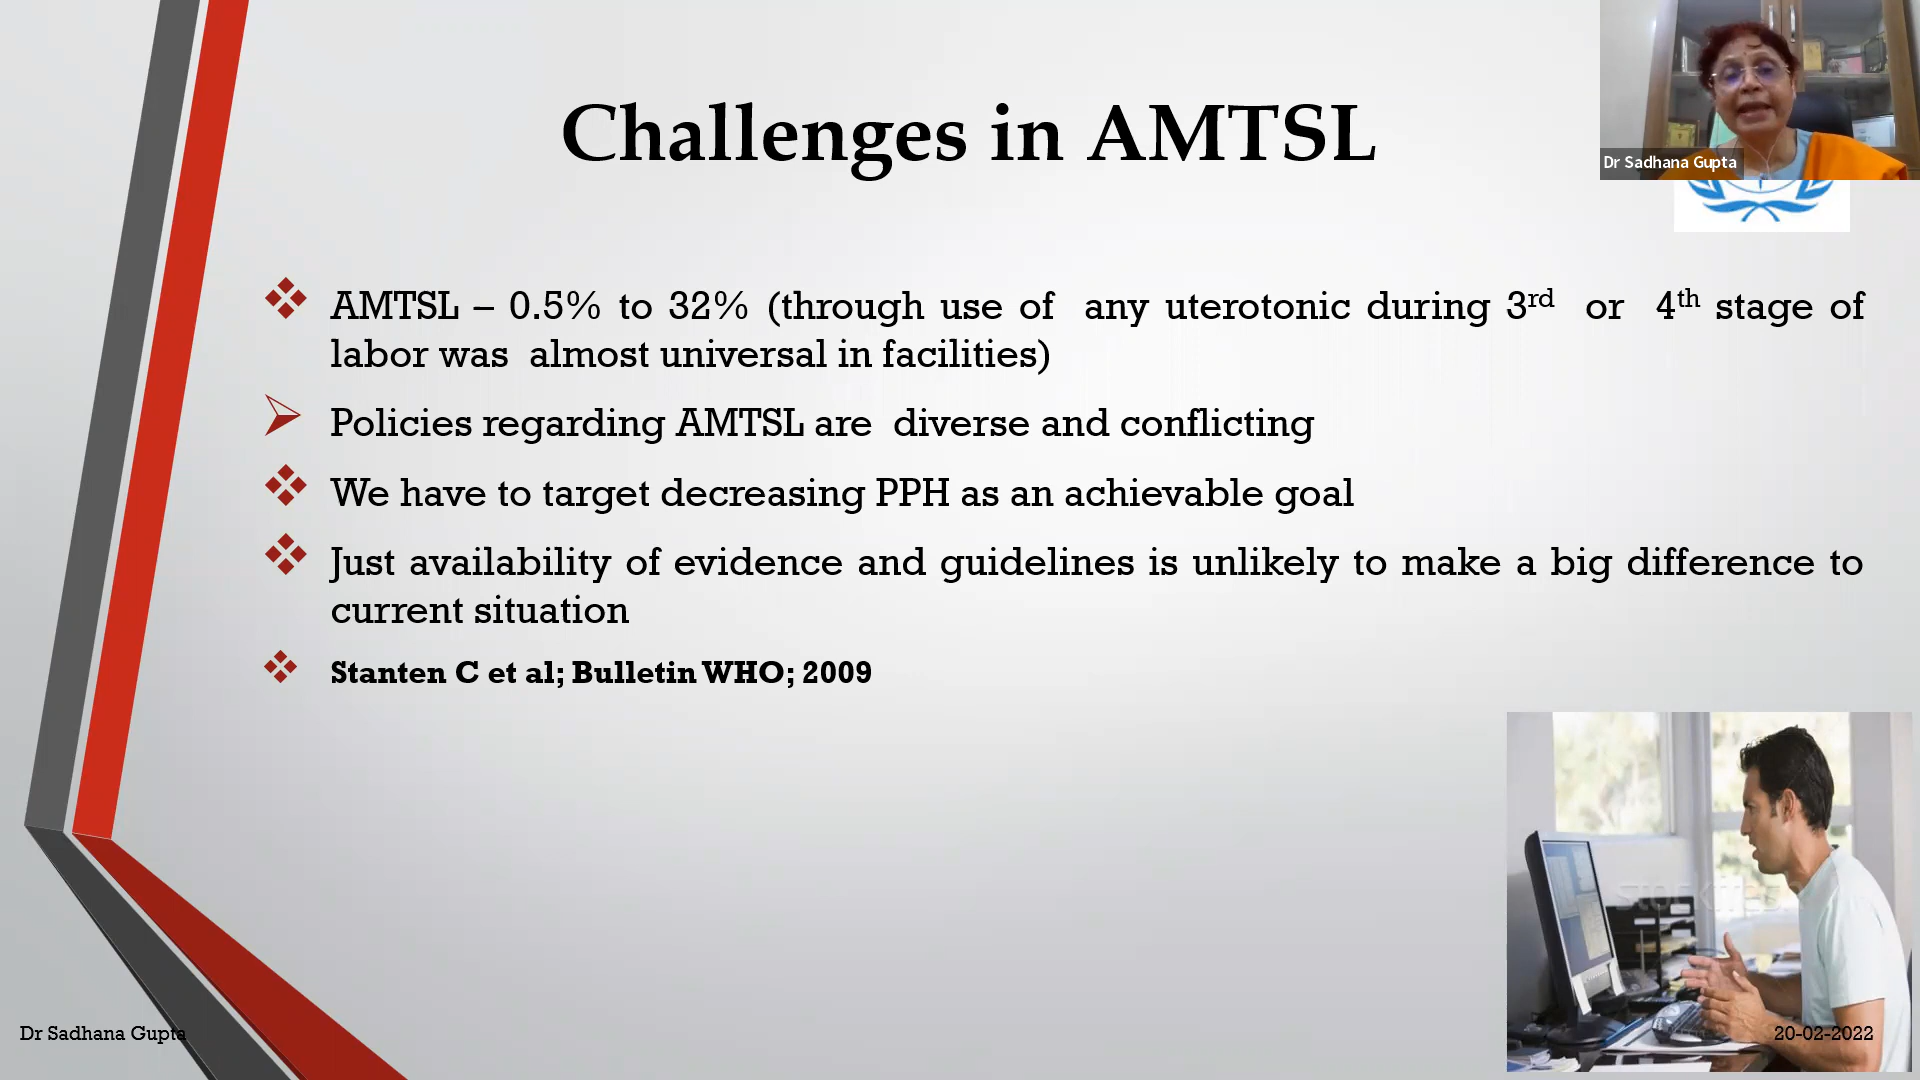 Challenges in AMTSL
Dr Sadhana Gupta
AMTSL – 0.5% to 32% (through use of any uterotonic during 3rd or 4th stage of
labor was almost universal in facilities)
Policies regarding AMTSL are diverse and conflicting
We have to target decreasing PPH as an achievable goal
Just availability of evidence and guidelines is unlikely to make a big difference to
current situation
Stanten C et al; Bulletin WHO; 2009
Dr Sadhana Gupta
20-02-2022